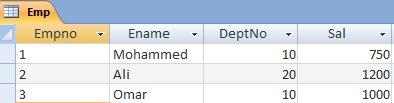 Emp
Empno Ename DeptNo Sal
1 Mohammed 10 750
2 Ali 20 1200
3 Omar 10 1000